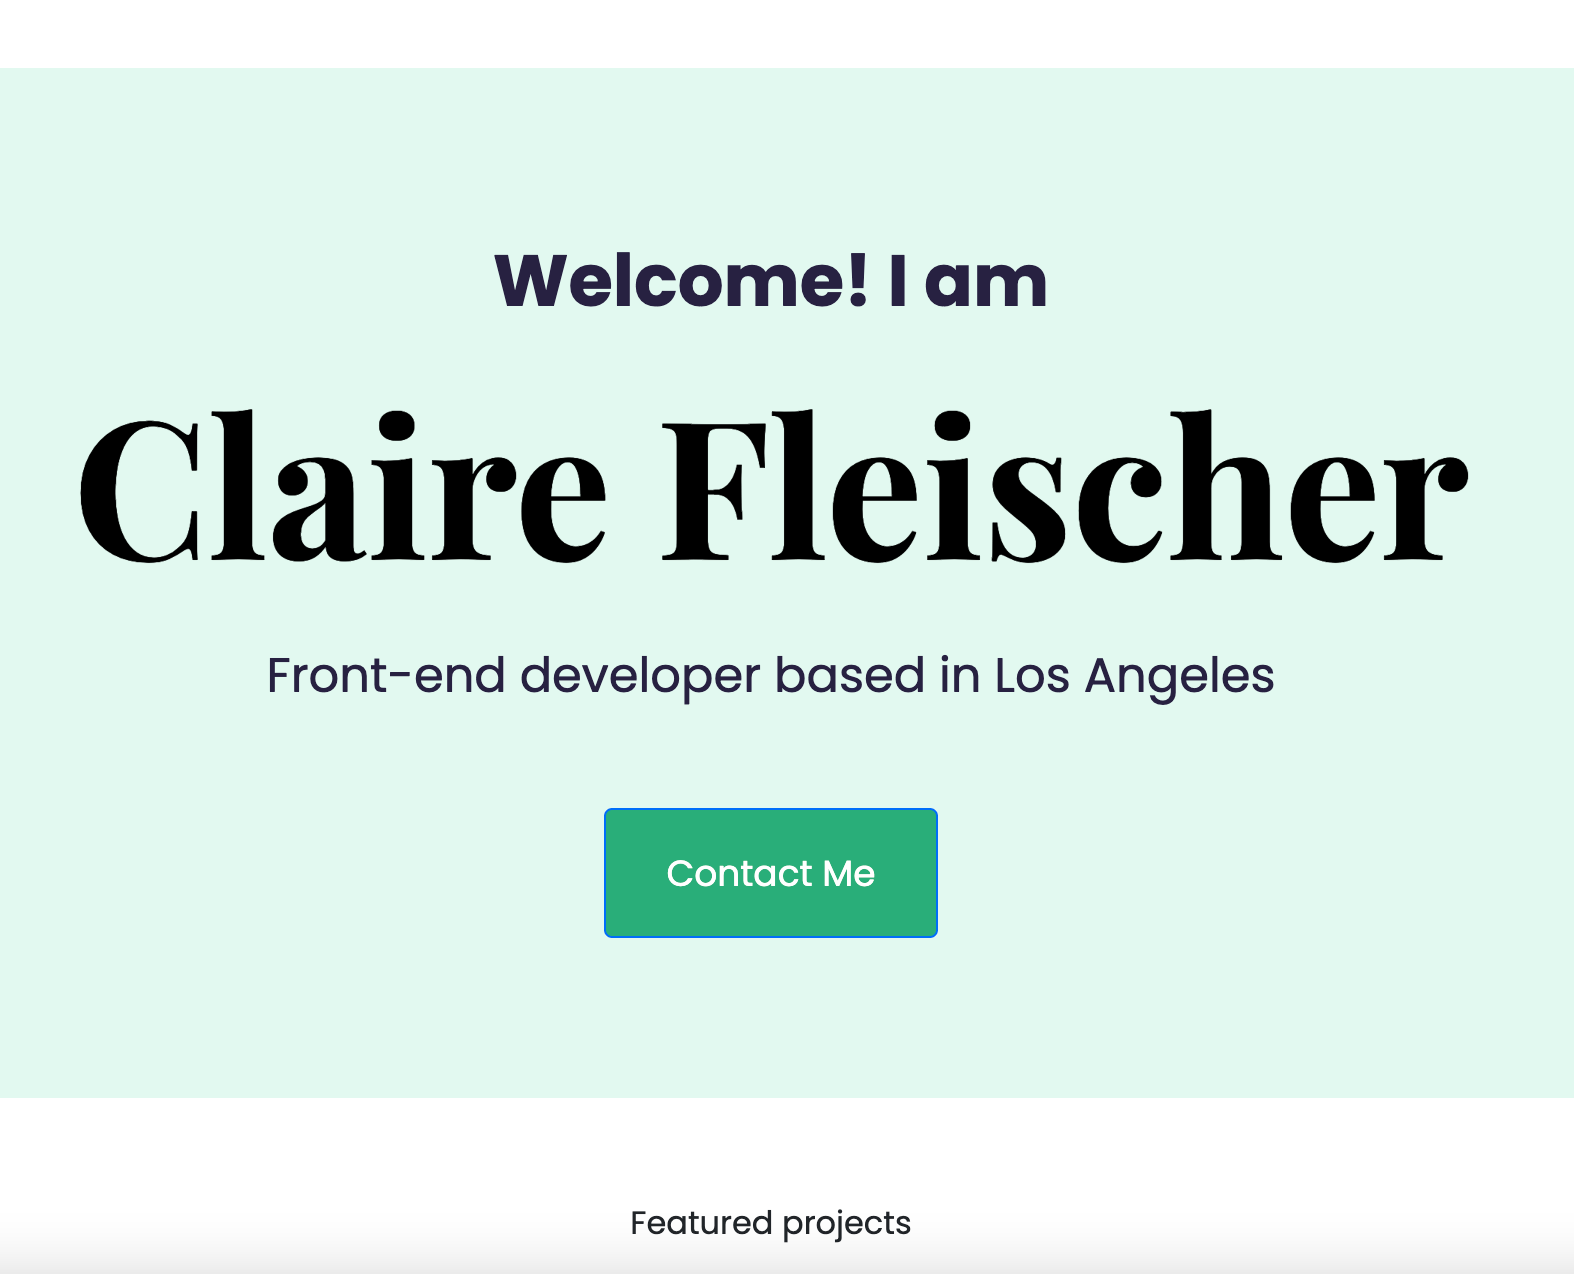 Welcome! I am
Claire Fleischer
Front-end developer based in Los Angeles
Contact Me
Featured projects